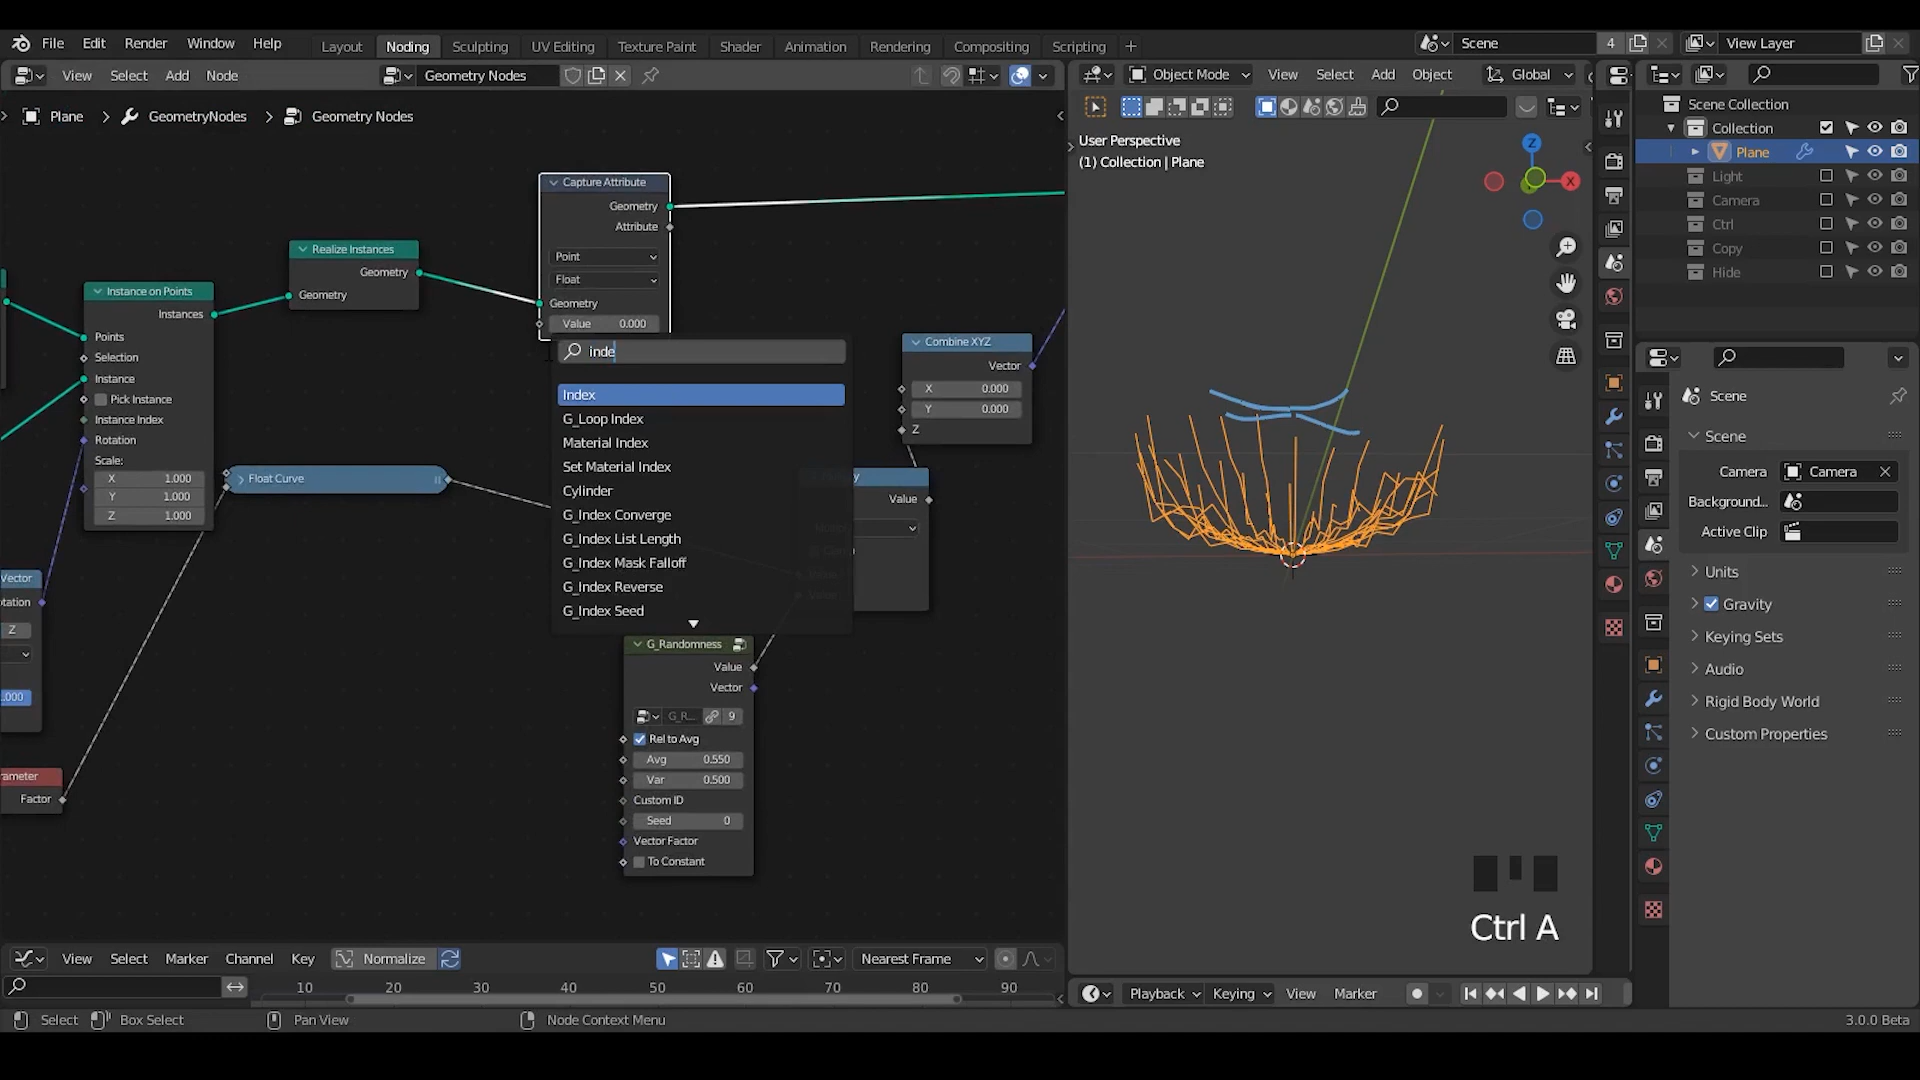 File Edit Render Window Help
Layout Noding Sculpting UV Editing Texture Paint Shader Animation Rendering Compositing Scripting
Scene 4
View Layer
View Select Add Node
Geometry Nodes
Object Mode
View Select Add Object
Global
Plane GeometryNodes Geometry Nodes
User Perspective
(1) Collection | Plane
Z
X
Scene Collection
Collection
Plane
Light
Camera
Ctrl
Copy
Hide
Capture Attribute
Geometry
Attribute
Point
Float
Geometry
Value 0.000
Realize Instances
Geometry
Geometry
Instance on Points
Instances
Points
Selection
Instance
Pick Instance
Instance Index
Rotation
Scale:
X 1.000
Y 1.000
Z 1.000
Float Curve
Vector
Z
Factor
inde
Index
G_Loop Index
Material Index
Set Material Index
Cylinder
G_Index Converge
G_Index List Length
G_Index Mask Falloff
G_Index Reverse
G_Index Seed
Combine XYZ
Vector
X 0.000
Y 0.000
Z
Value
G_Randomness
Value
Vector
G_R... 9
Rel to Avg
Avg 0.550
Var 0.500
Custom ID
Seed 0
Vector Factor
To Constant
Scene
Scene
Camera Camera
Background...
Active Clip
Units
Gravity
Keying Sets
Audio
Rigid Body World
Custom Properties
Ctrl A
View Select Marker Channel Key Normalize
Nearest Frame
10 20 30 40 50 60 70 80 90
Playback Keying View Marker
Select Box Select Pan View Node Context Menu
3.0.0 Beta